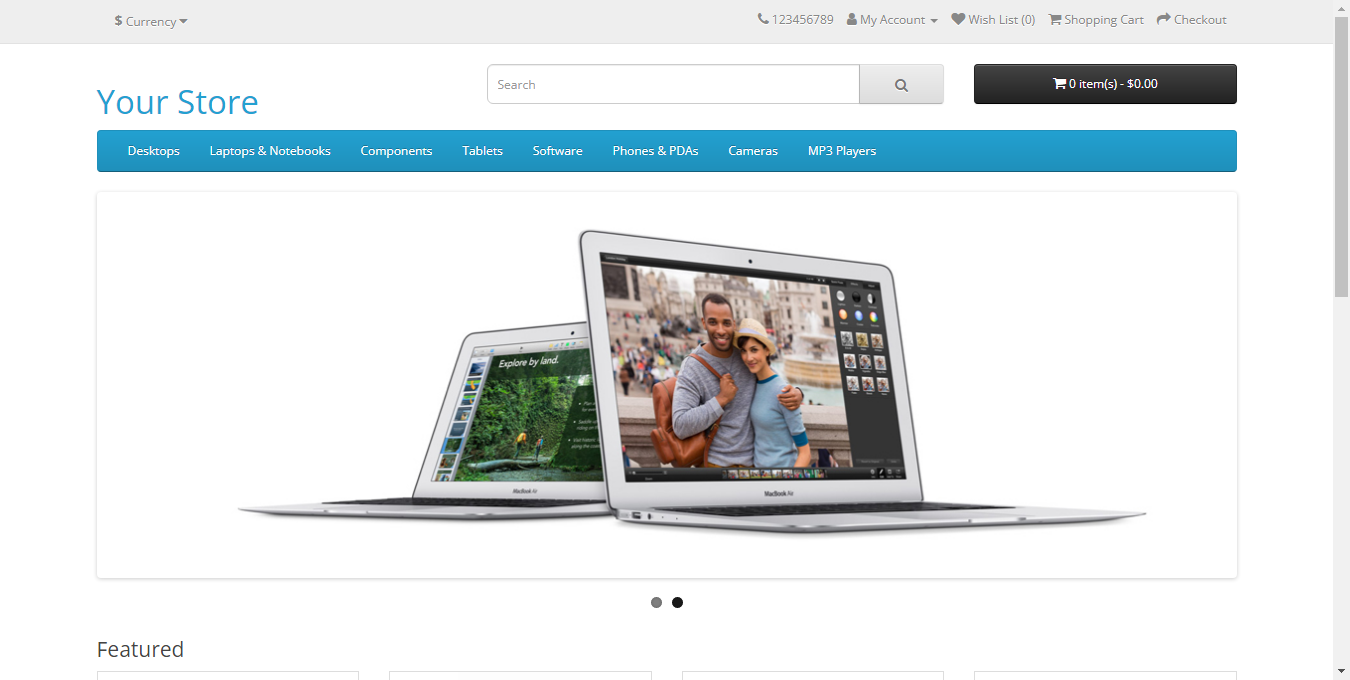 $ Currency
123456789 My Account Wish List (0) Shopping Cart Checkout
Your Store
Search
0 item(s) - $0.00
Desktops Laptops & Notebooks Components Tablets Software Phones & PDAs Cameras MP3 Players
Explore by land.
MacBook Air
MacBook Air
Featured